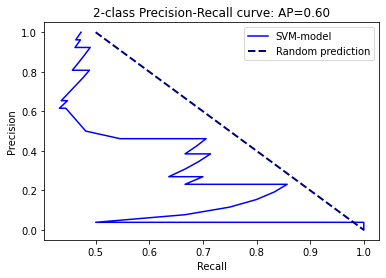 2-class Precision-Recall curve: AP=0.60
SVM-model
Random prediction
Precision
1.0
0.8
0.6
0.4
0.2
0.0
0.5 0.6 0.7 0.8 0.9 1.0
Recall